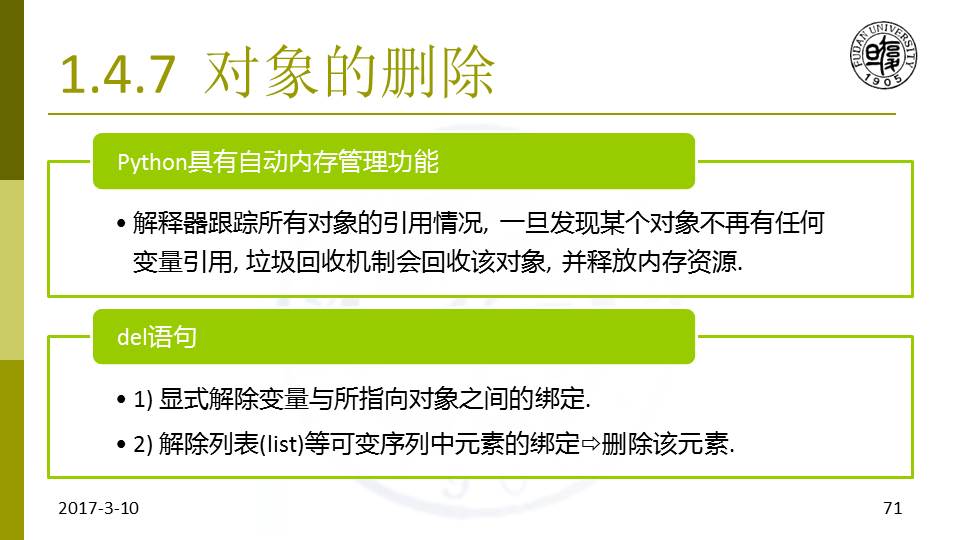 1.4.7 对象的删除
FUDAN UNIVERSITY
1905
Python具有自动内存管理功能
• 解释器跟踪所有对象的引用情况, 一旦发现某个对象不再有任何
变量引用, 垃圾回收机制会回收该对象, 并释放内存资源.
del语句
• 1) 显式解除变量与所指向对象之间的绑定.
• 2) 解除列表(list)等可变序列中元素的绑定⇨删除该元素.
2017-3-10
71